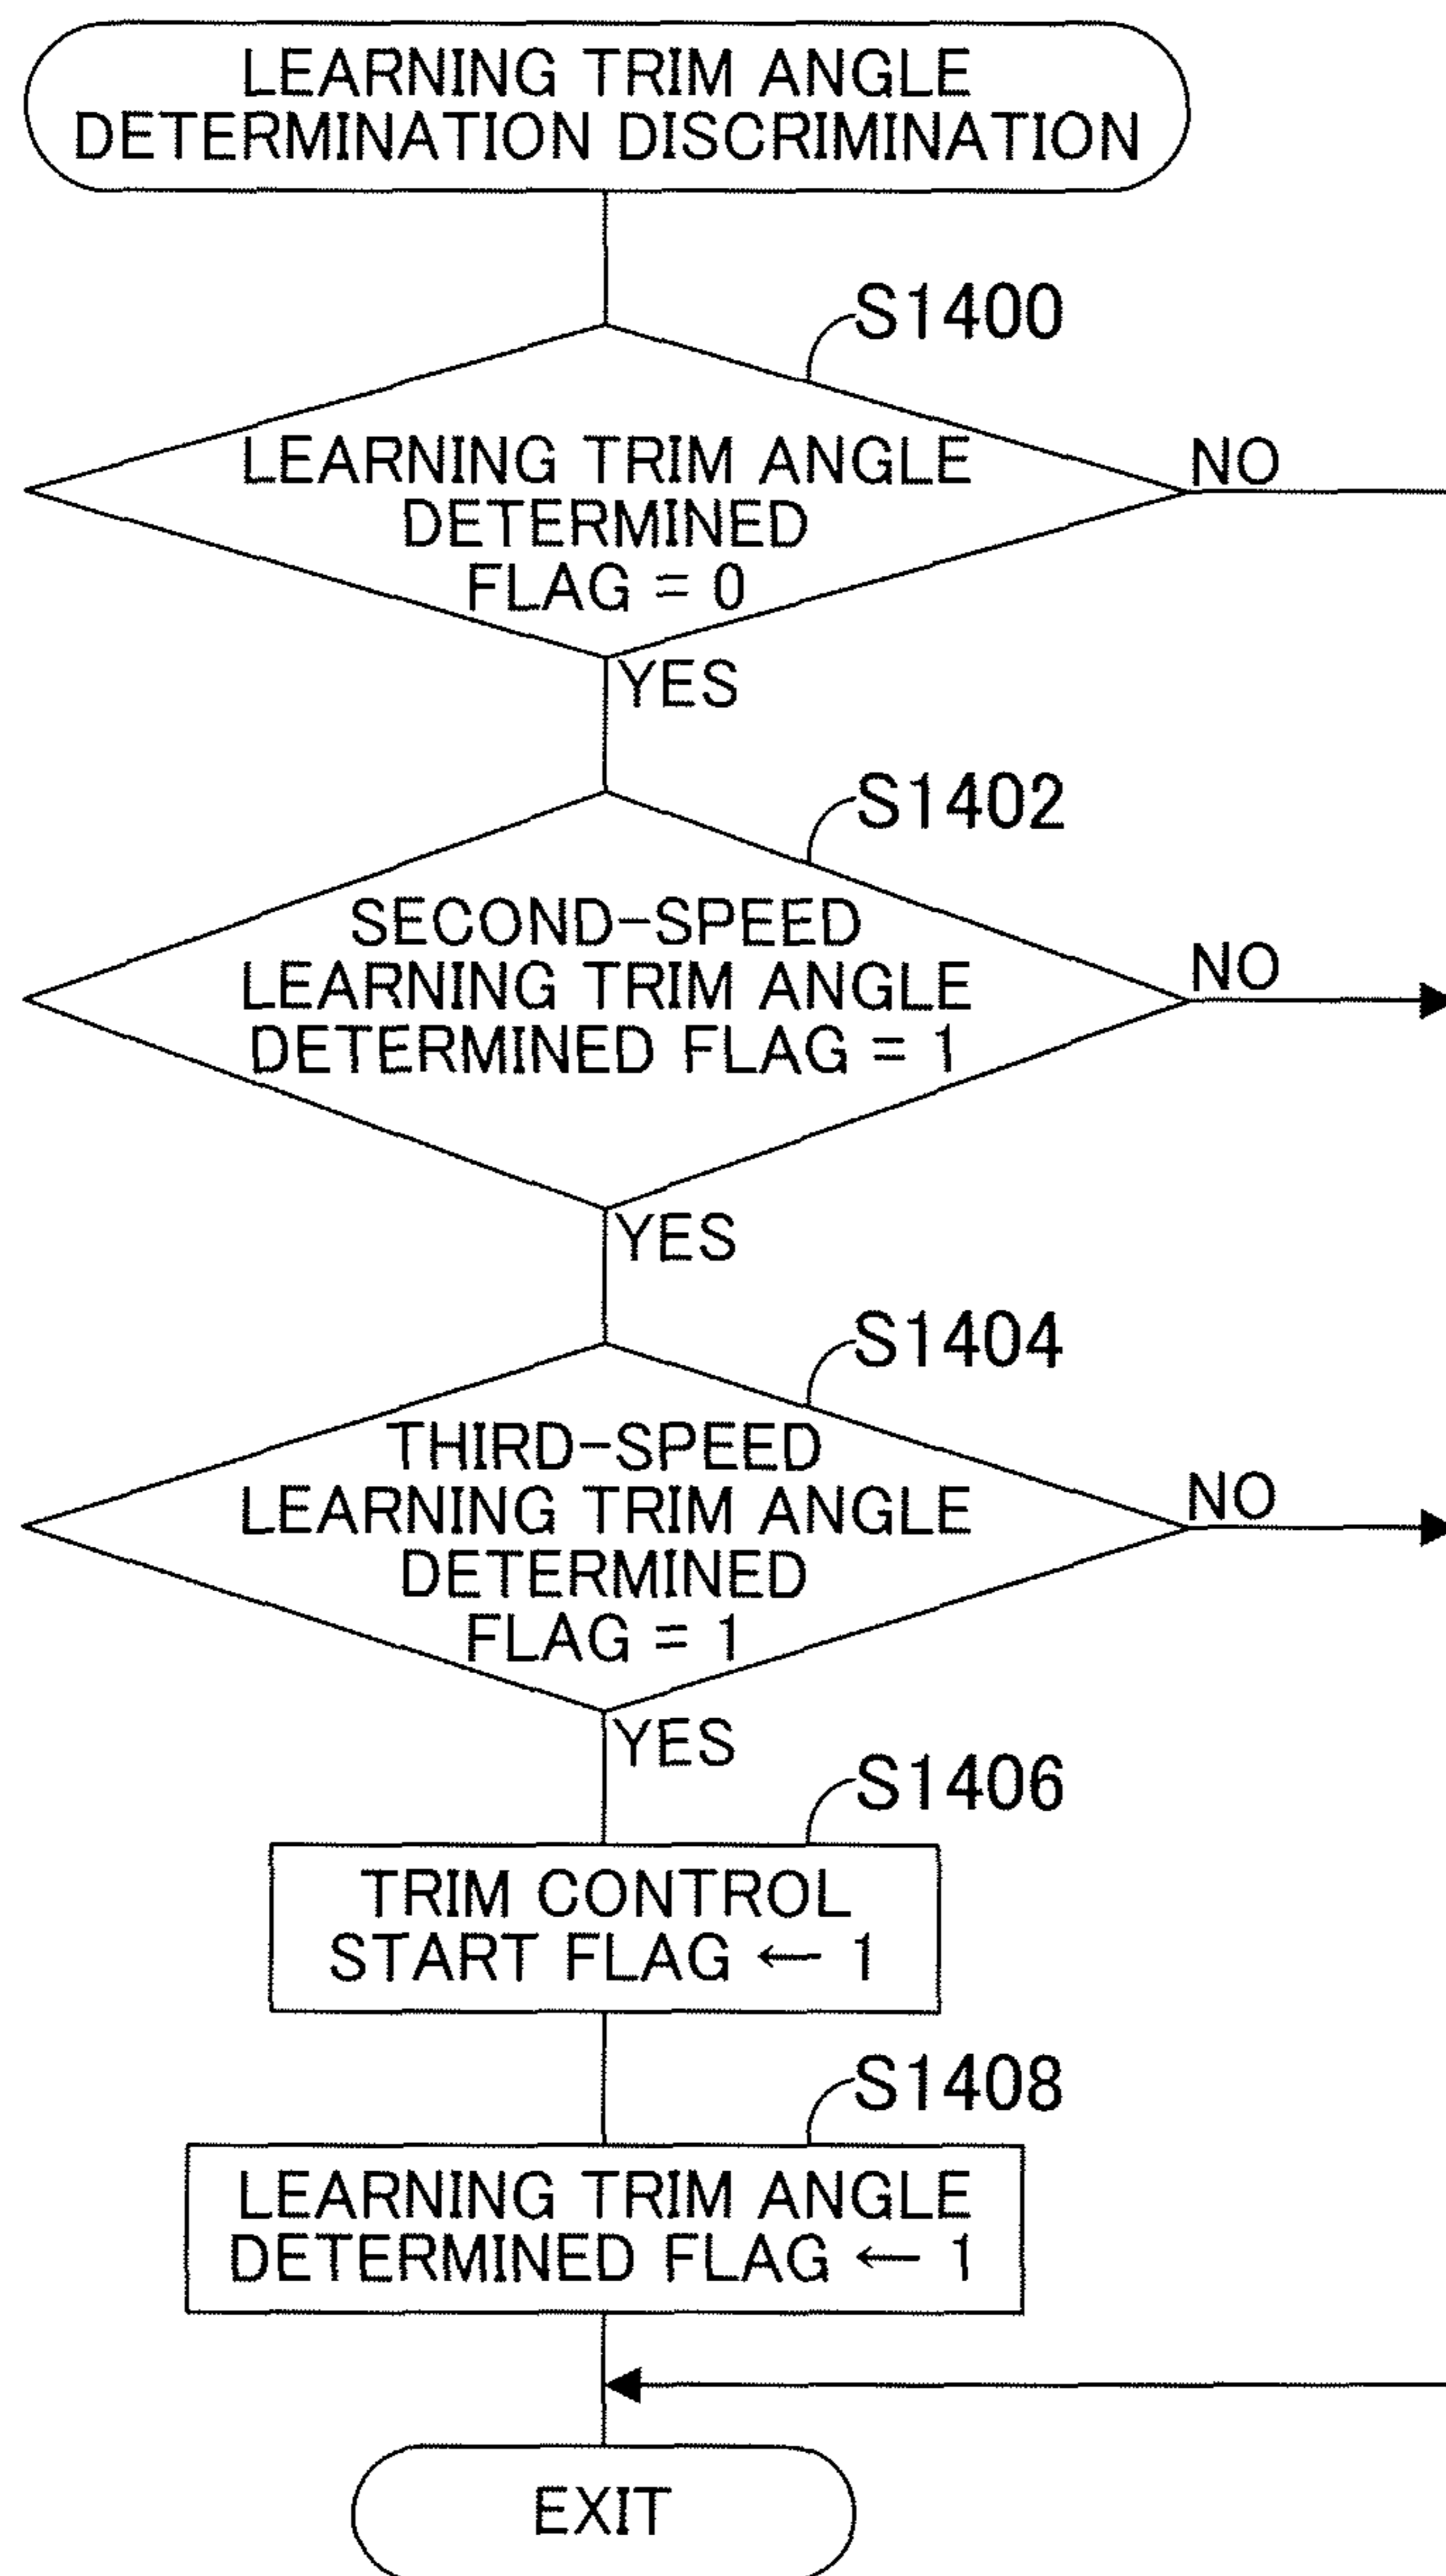 LEARNING TRIM ANGLE
DETERMINATION DISCRIMINATION
S1400
LEARNING TRIM ANGLE
DETERMINED
FLAG = 0
NO
YES
S1402
SECOND-SPEED
LEARNING TRIM ANGLE
DETERMINED FLAG = 1
NO
YES
S1404
THIRD-SPEED
LEARNING TRIM ANGLE
DETERMINED
FLAG = 1
NO
YES
S1406
TRIM CONTROL
START FLAG ← 1
S1408
LEARNING TRIM ANGLE
DETERMINED FLAG ← 1
EXIT